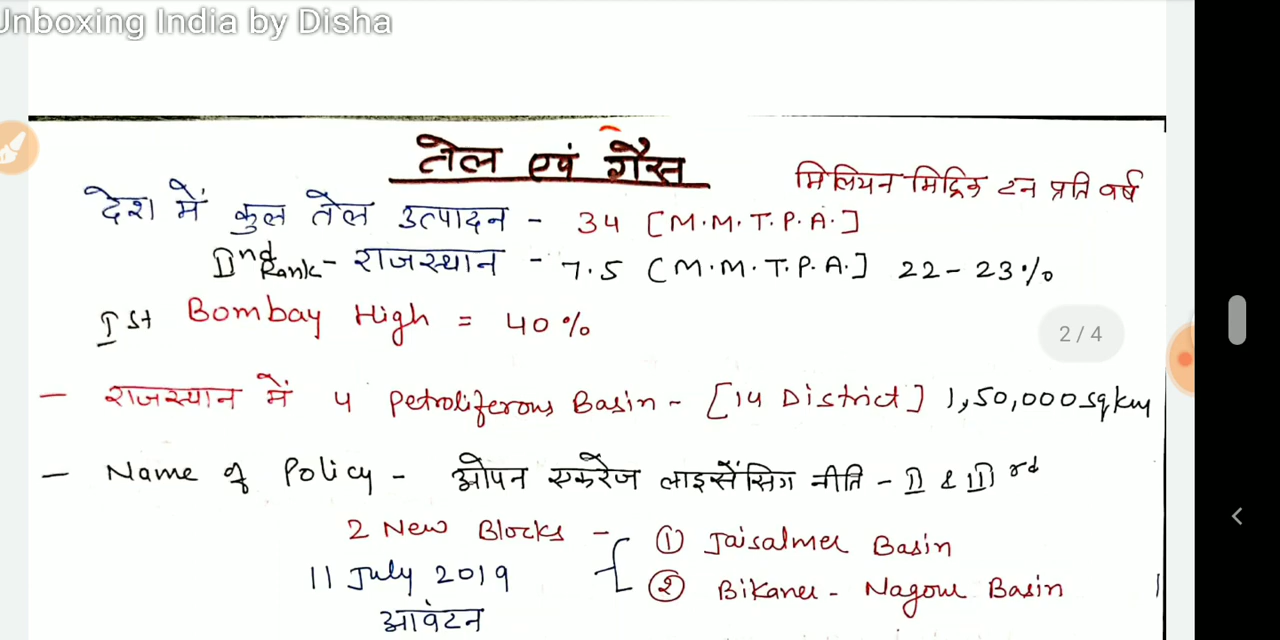 Unboxing India by Disha
तेल एवं गैस
मिलियन मिट्रिक टन प्रति वर्ष
देश में कुल तेल उत्पादन - 34 [M.M.T.P.A.]
IInd Rank - राजस्थान - 7.5 [M.M.T.P.A.] 22-23%
Ist Bombay High = 40%
2/4
- राजस्थान में 4 Petroliferous Basin - [14 District] 1,50,000 sq km
- Name of Policy - ओपन एकरेज लाइसेंसिग नीति - II & III rd
2 New Blocks - ① Jaisalmer Basin
11 July 2019 ② Bikaner - Nagour Basin
आवंटन